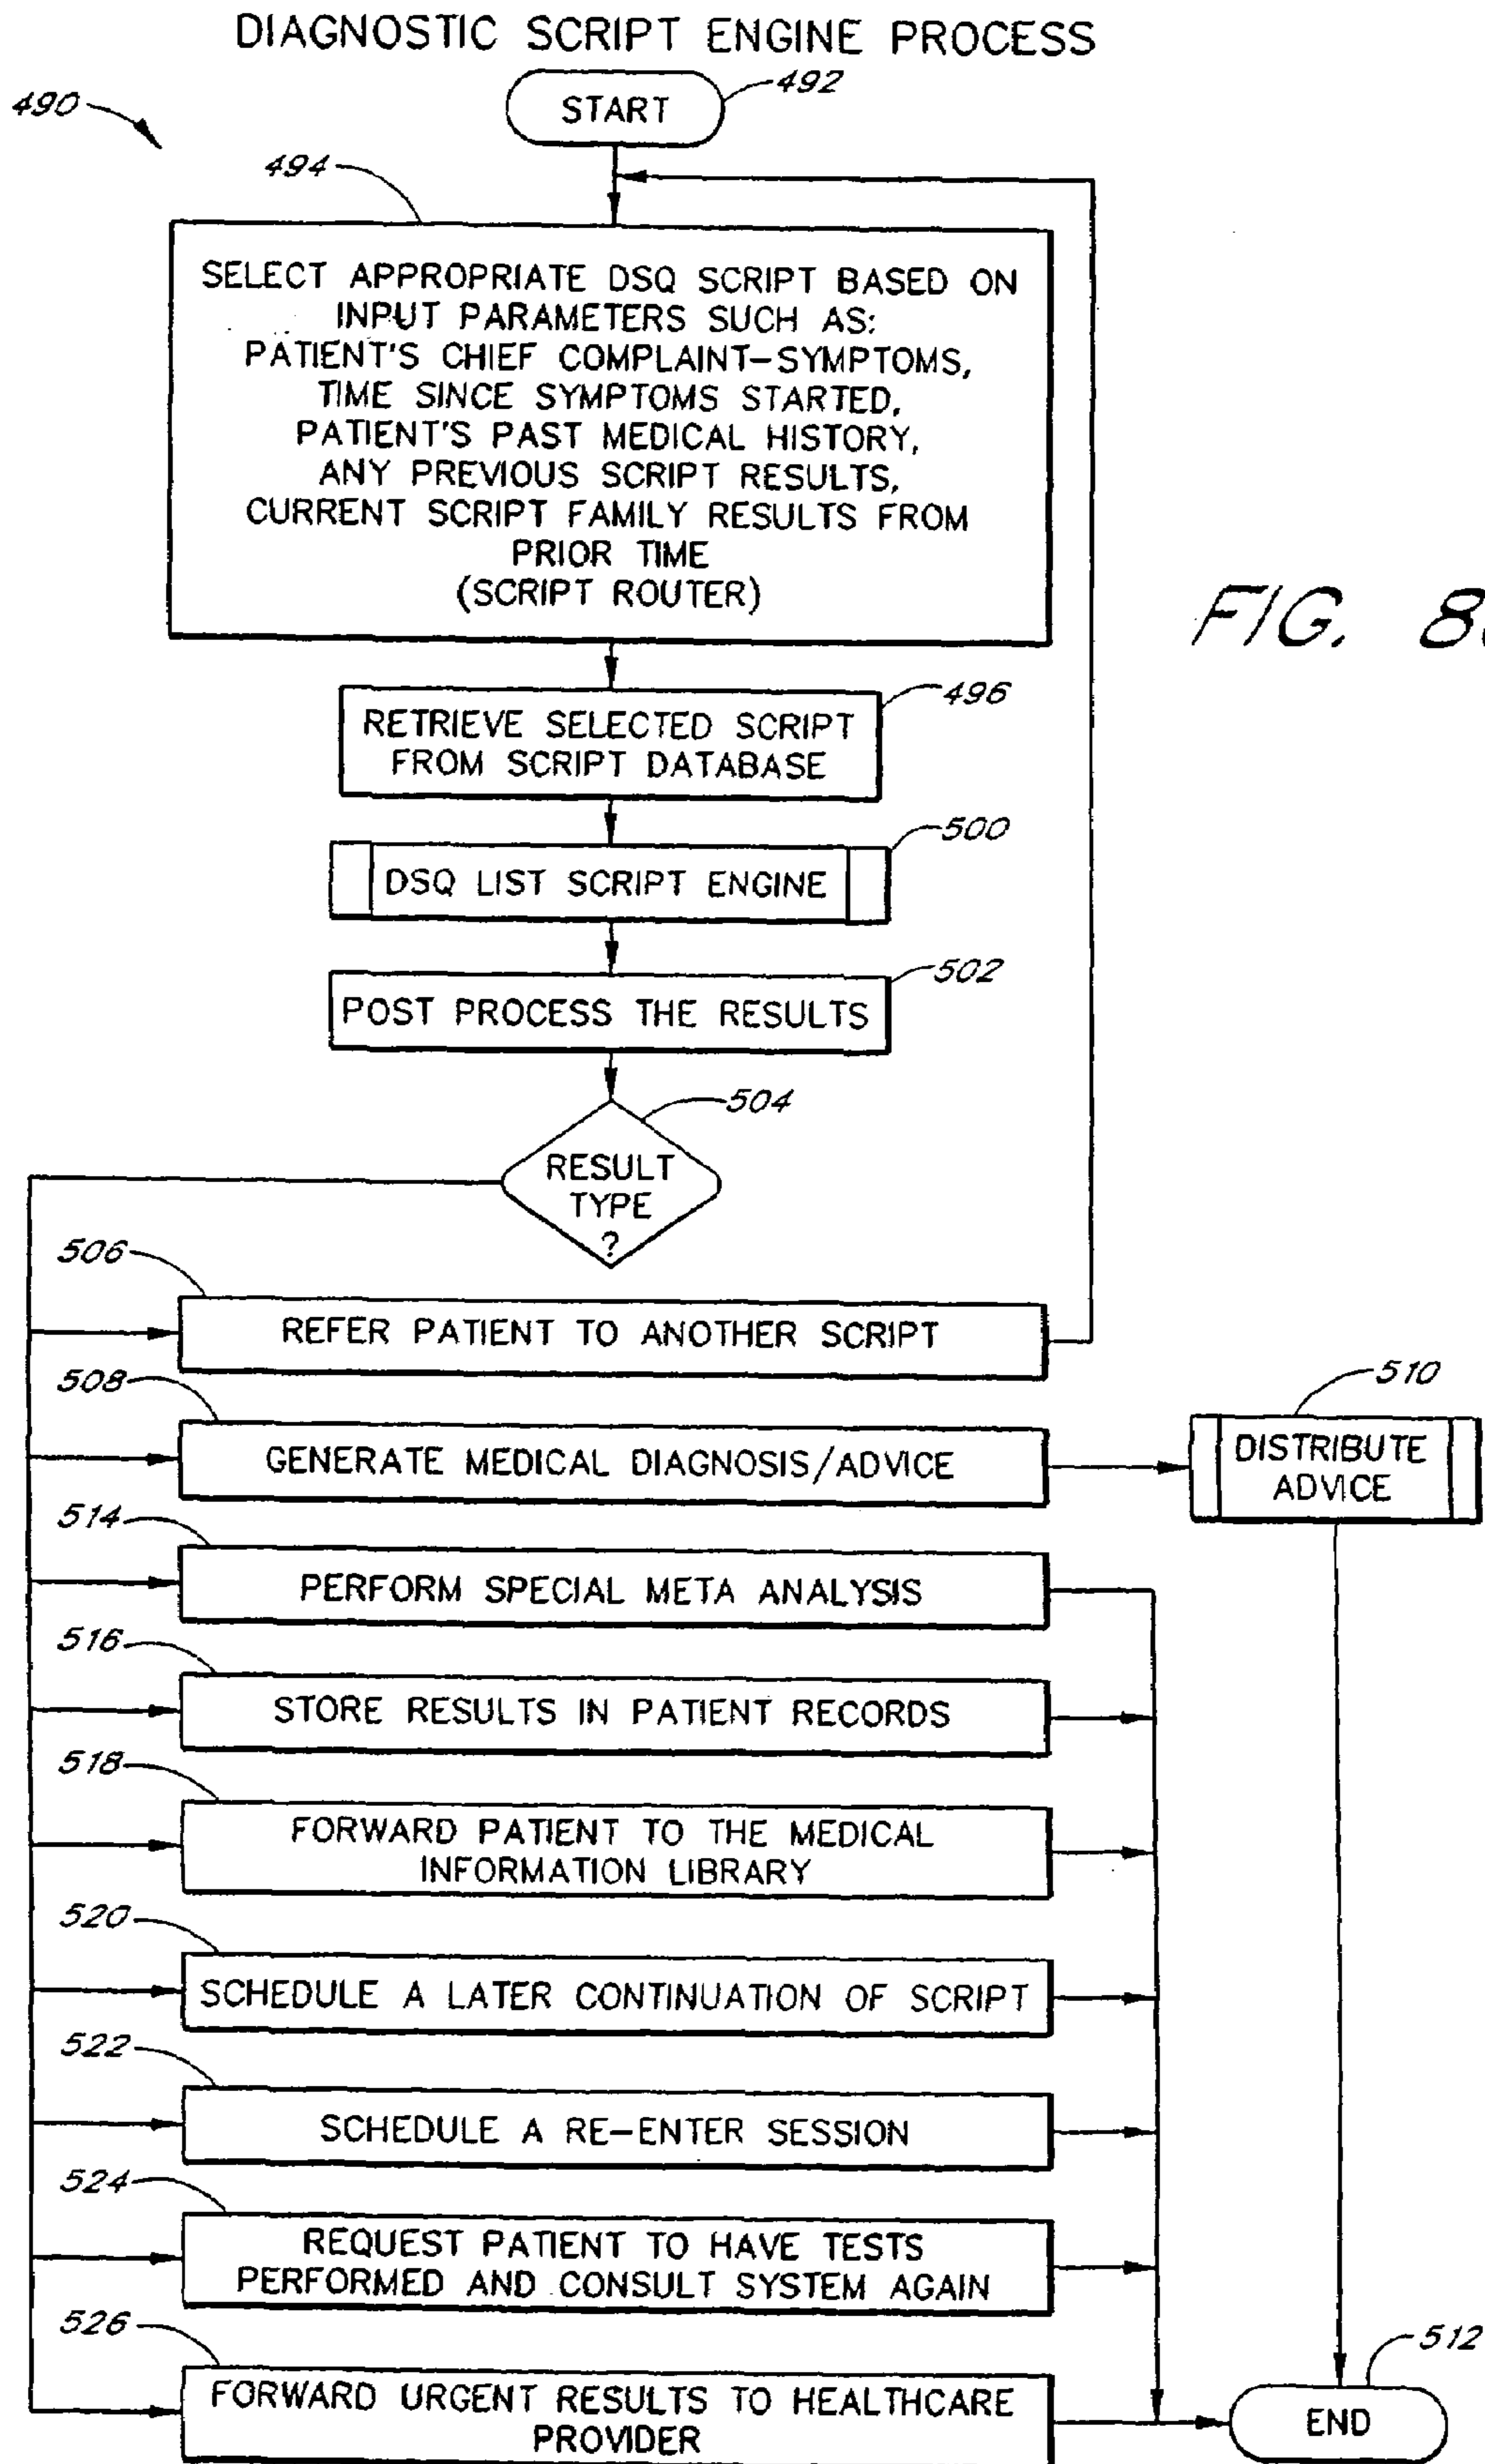 DIAGNOSTIC SCRIPT ENGINE PROCESS
490
START
492
494
SELECT APPROPRIATE DSQ SCRIPT BASED ON
INPUT PARAMETERS SUCH AS:
PATIENT'S CHIEF COMPLAINT-SYMPTOMS,
TIME SINCE SYMPTOMS STARTED,
PATIENT'S PAST MEDICAL HISTORY,
ANY PREVIOUS SCRIPT RESULTS,
CURRENT SCRIPT FAMILY RESULTS FROM
PRIOR TIME
(SCRIPT ROUTER)
FIG. 8
496
RETRIEVE SELECTED SCRIPT
FROM SCRIPT DATABASE
500
DSQ LIST SCRIPT ENGINE
502
POST PROCESS THE RESULTS
504
RESULT
TYPE
?
506
REFER PATIENT TO ANOTHER SCRIPT
508
GENERATE MEDICAL DIAGNOSIS/ADVICE
510
DISTRIBUTE
ADVICE
514
PERFORM SPECIAL META ANALYSIS
516
STORE RESULTS IN PATIENT RECORDS
518
FORWARD PATIENT TO THE MEDICAL
INFORMATION LIBRARY
520
SCHEDULE A LATER CONTINUATION OF SCRIPT
522
SCHEDULE A RE-ENTER SESSION
524
REQUEST PATIENT TO HAVE TESTS
PERFORMED AND CONSULT SYSTEM AGAIN
526
FORWARD URGENT RESULTS TO HEALTHCARE
PROVIDER
512
END